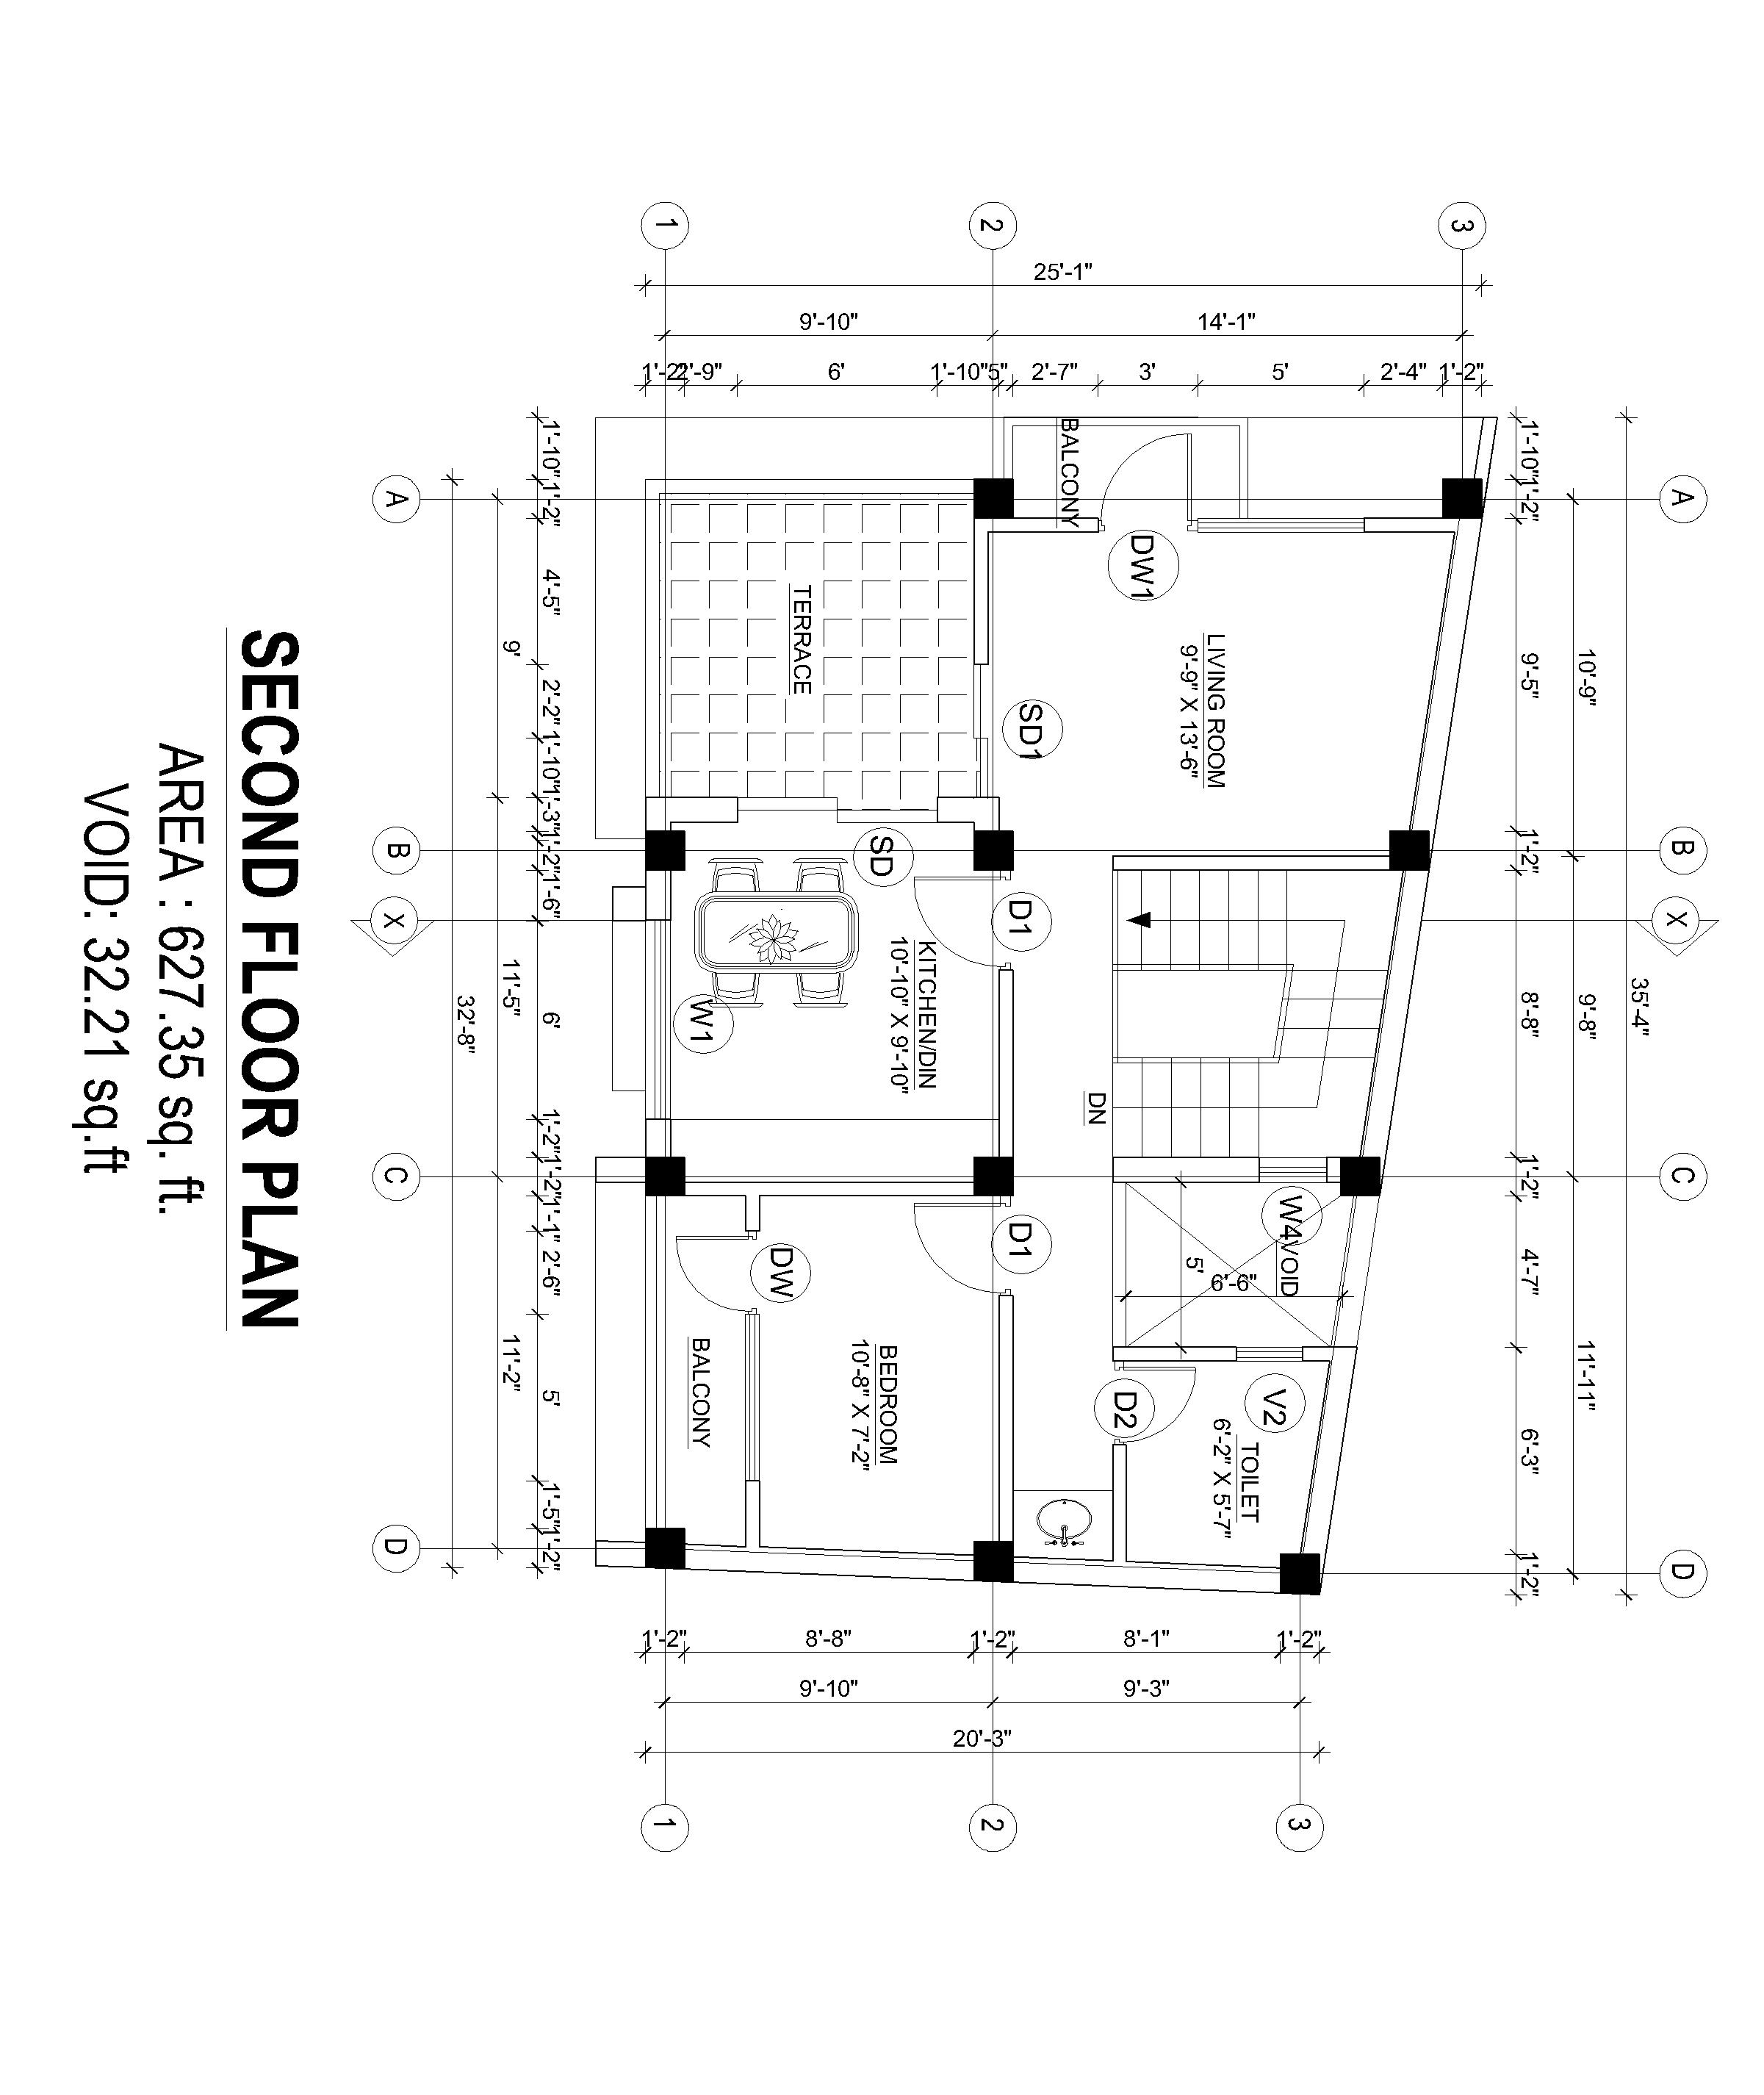 1
2
3
25'-1"
9'-10"
14'-1"
1'-2"
2'-9"
6'
1'-10"
5"
2'-7"
3'
5'
2'-4"
1'-2"
A
B
X
C
D
32'-8"
9'
11'-5"
11'-2"
1'-10"
1'-2"
4'-5"
2'-2"
1'-10"
1'-3"
1'-2"
1'-6"
6'
1'-2"
1'-2"
1'-1"
2'-6"
5'
1'-5"
1'-2"
BALCONY
DW1
LIVING ROOM
9'-9" X 13'-6"
TERRACE
SD1
SD
D1
KITCHEN/DIN
10'-10" X 9'-10"
W1
DN
W4
VOID
5'
6'-6"
D1
DW
BEDROOM
10'-8" X 7'-2"
BALCONY
D2
V2
TOILET
6'-2" X 5'-7"
1'-10"
1'-2"
9'-5"
1'-2"
8'-8"
1'-2"
4'-7"
6'-3"
1'-2"
10'-9"
9'-8"
11'-11"
35'-4"
A
B
X
C
D
1'-2"
8'-8"
1'-2"
8'-1"
1'-2"
9'-10"
9'-3"
20'-3"
1
2
3
SECOND FLOOR PLAN
AREA : 627.35 sq. ft.
VOID: 32.21 sq.ft